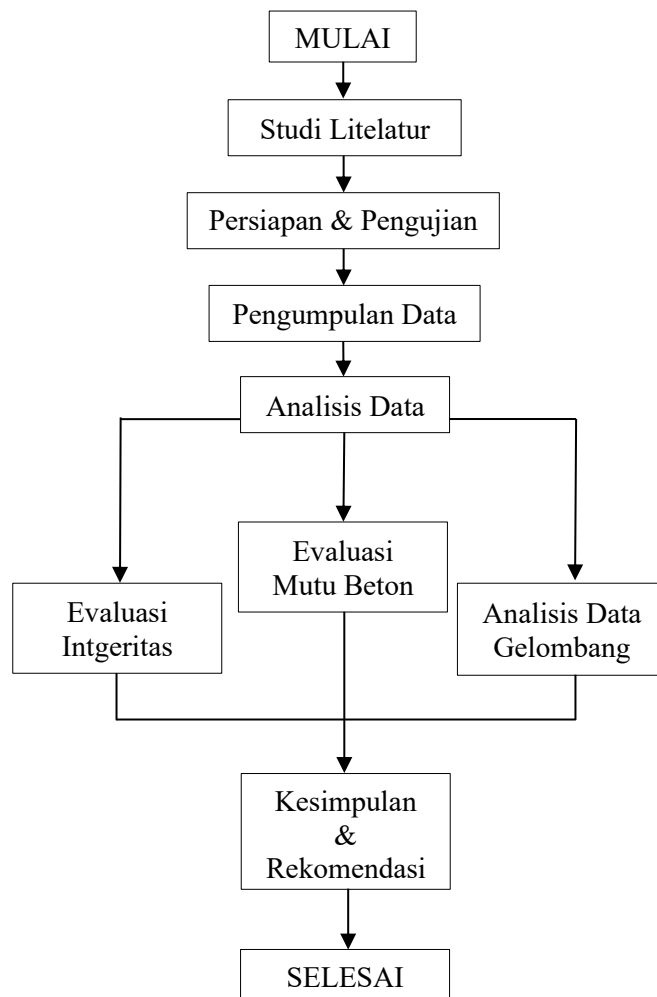 MULAI
Studi Litelatur
Persiapan & Pengujian
Pengumpulan Data
Analisis Data
Evaluasi
Intgeritas
Evaluasi
Mutu Beton
Analisis Data
Gelombang
Kesimpulan
&
Rekomendasi
SELESAI